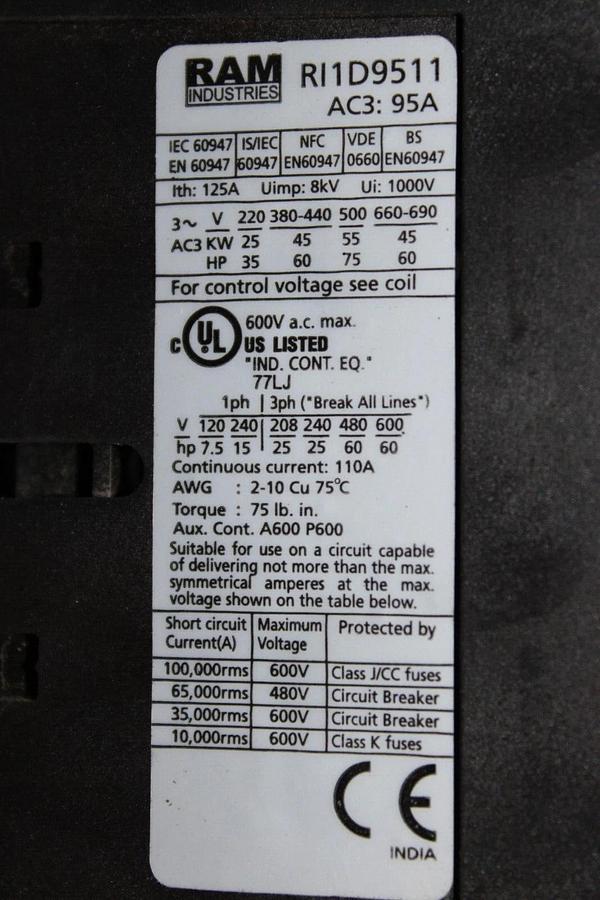 RAM
INDUSTRIES
RI1D9511
AC3: 95A
IEC 60947 IS/IEC NFC VDE BS
EN 60947 60947 EN60947 0660 EN60947
Ith: 125A Uimp: 8kV Ui: 1000V
3~ V 220 380-440 500 660-690
AC3 KW 25 45 55 45
HP 35 60 75 60
For control voltage see coil
c UL US LISTED
600V a.c. max.
"IND. CONT. EQ."
77LJ
1ph | 3ph ("Break All Lines")
V 120 240 208 240 480 600
hp 7.5 15 25 25 60 60
Continuous current: 110A
AWG : 2-10 Cu 75°C
Torque : 75 lb. in.
Aux. Cont. A600 P600
Suitable for use on a circuit capable
of delivering not more than the max.
symmetrical amperes at the max.
voltage shown on the table below.
Short circuit Maximum Protected by
Current(A) Voltage
100,000rms 600V Class J/CC fuses
65,000rms 480V Circuit Breaker
35,000rms 600V Circuit Breaker
10,000rms 600V Class K fuses
CE
INDIA